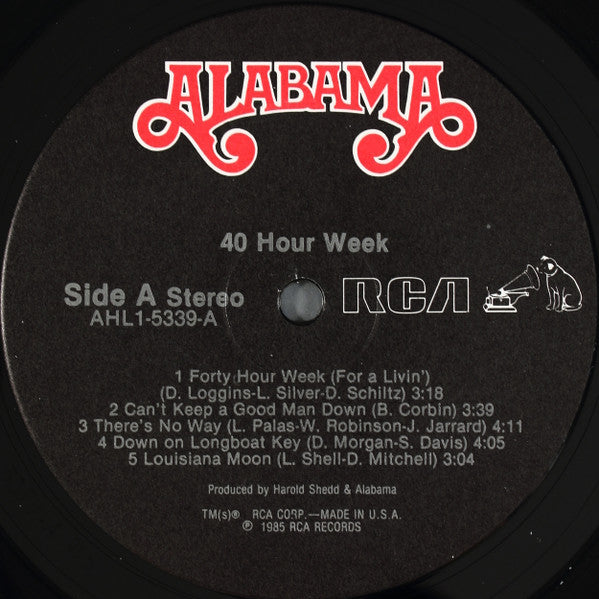 ALABAMA
40 Hour Week
Side A Stereo
AHL1-5339-A
RCA
1 Forty Hour Week (For a Livin')
(D. Loggins-L. Silver-D. Schiltz) 3:18
2 Can't Keep a Good Man Down (B. Corbin) 3:39
3 There's No Way (L. Palas-W. Robinson-J. Jarrard) 4:11
4 Down on Longboat Key (D. Morgan-S. Davis) 4:05
5 Louisiana Moon (L. Shell-D. Mitchell) 3:04
Produced by Harold Shedd & Alabama
TM(s)® RCA CORP.—MADE IN U.S.A.
℗ 1985 RCA RECORDS